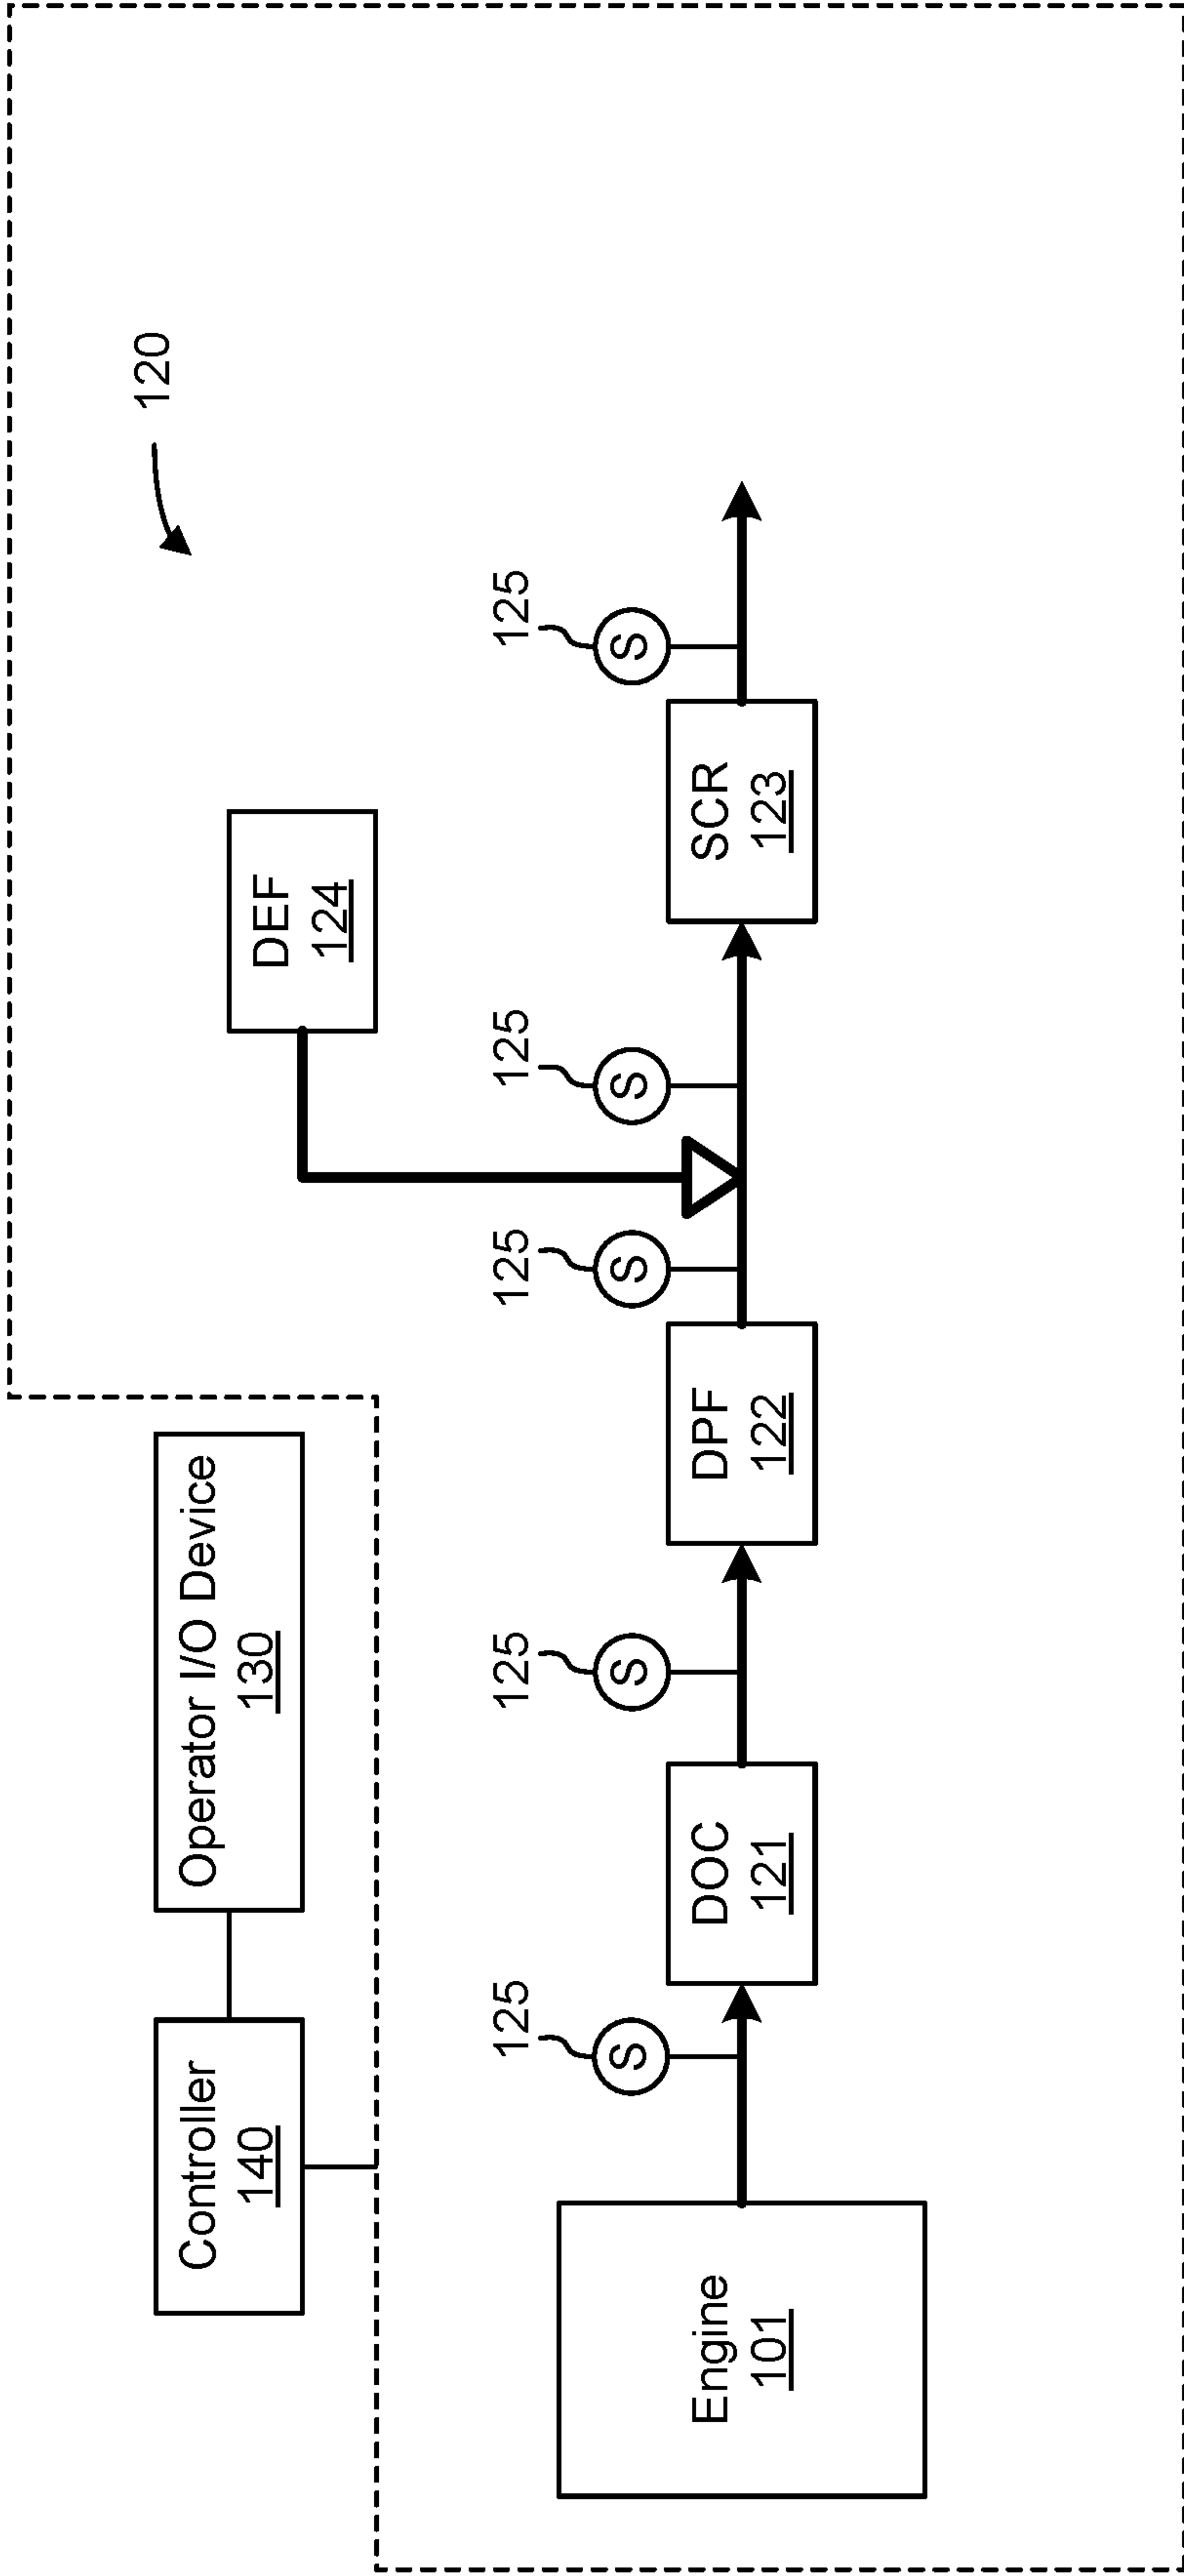 120
Controller
140
Operator I/O Device
130
DEF
124
125
125
125
125
125
S
S
S
S
S
Engine
101
DOC
121
DPF
122
SCR
123